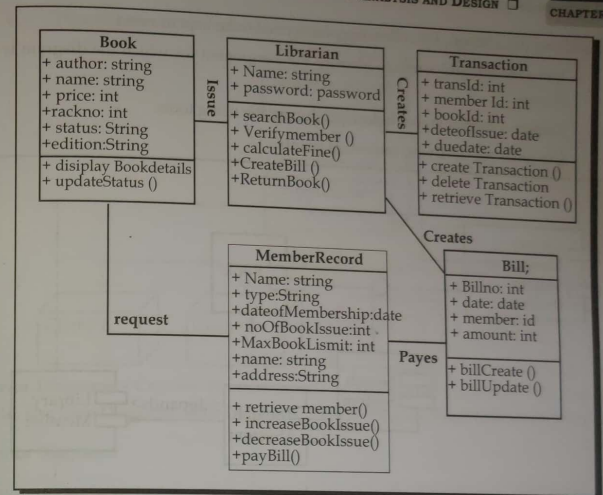 ANALYSIS AND DESIGN
CHAPTER
Book
+ author: string
+ name: string
+ price: int
+rackno: int
+ status: String
+edition:String
+ disiplay Bookdetails
+ updateStatus ()
Issue
Librarian
+ Name: string
+ password: password
+ searchBook()
+ Verifymember ()
+ calculateFine()
+CreateBill ()
+ReturnBook()
Creates
Transaction
+ transId: int
+ member Id: int
+ bookId: int
+deteofIssue: date
+ duedate: date
+ create Transaction ()
+ delete Transaction
+ retrieve Transaction ()
Creates
request
MemberRecord
+ Name: string
+ type:String
+dateofMembership:date
+ noOfBookIssue:int
+MaxBookLismit: int
+name: string
+address:String
+ retrieve member()
+ increaseBookIssue()
+decreaseBookIssue()
+payBill()
Payes
Bill;
+ Billno: int
+ date: date
+ member: id
+ amount: int
+ billCreate ()
+ billUpdate ()